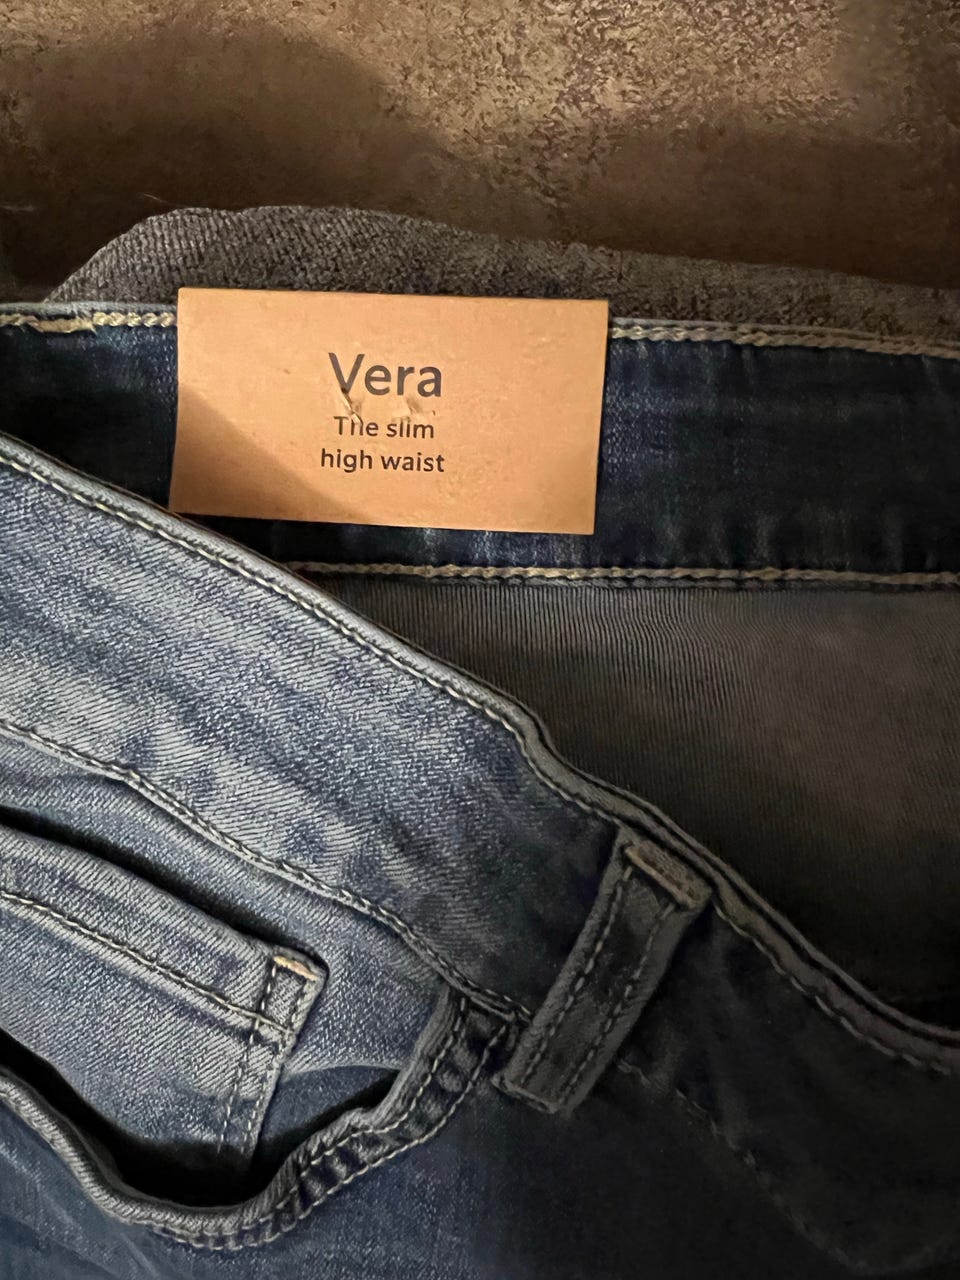 Vera
The slim
high waist